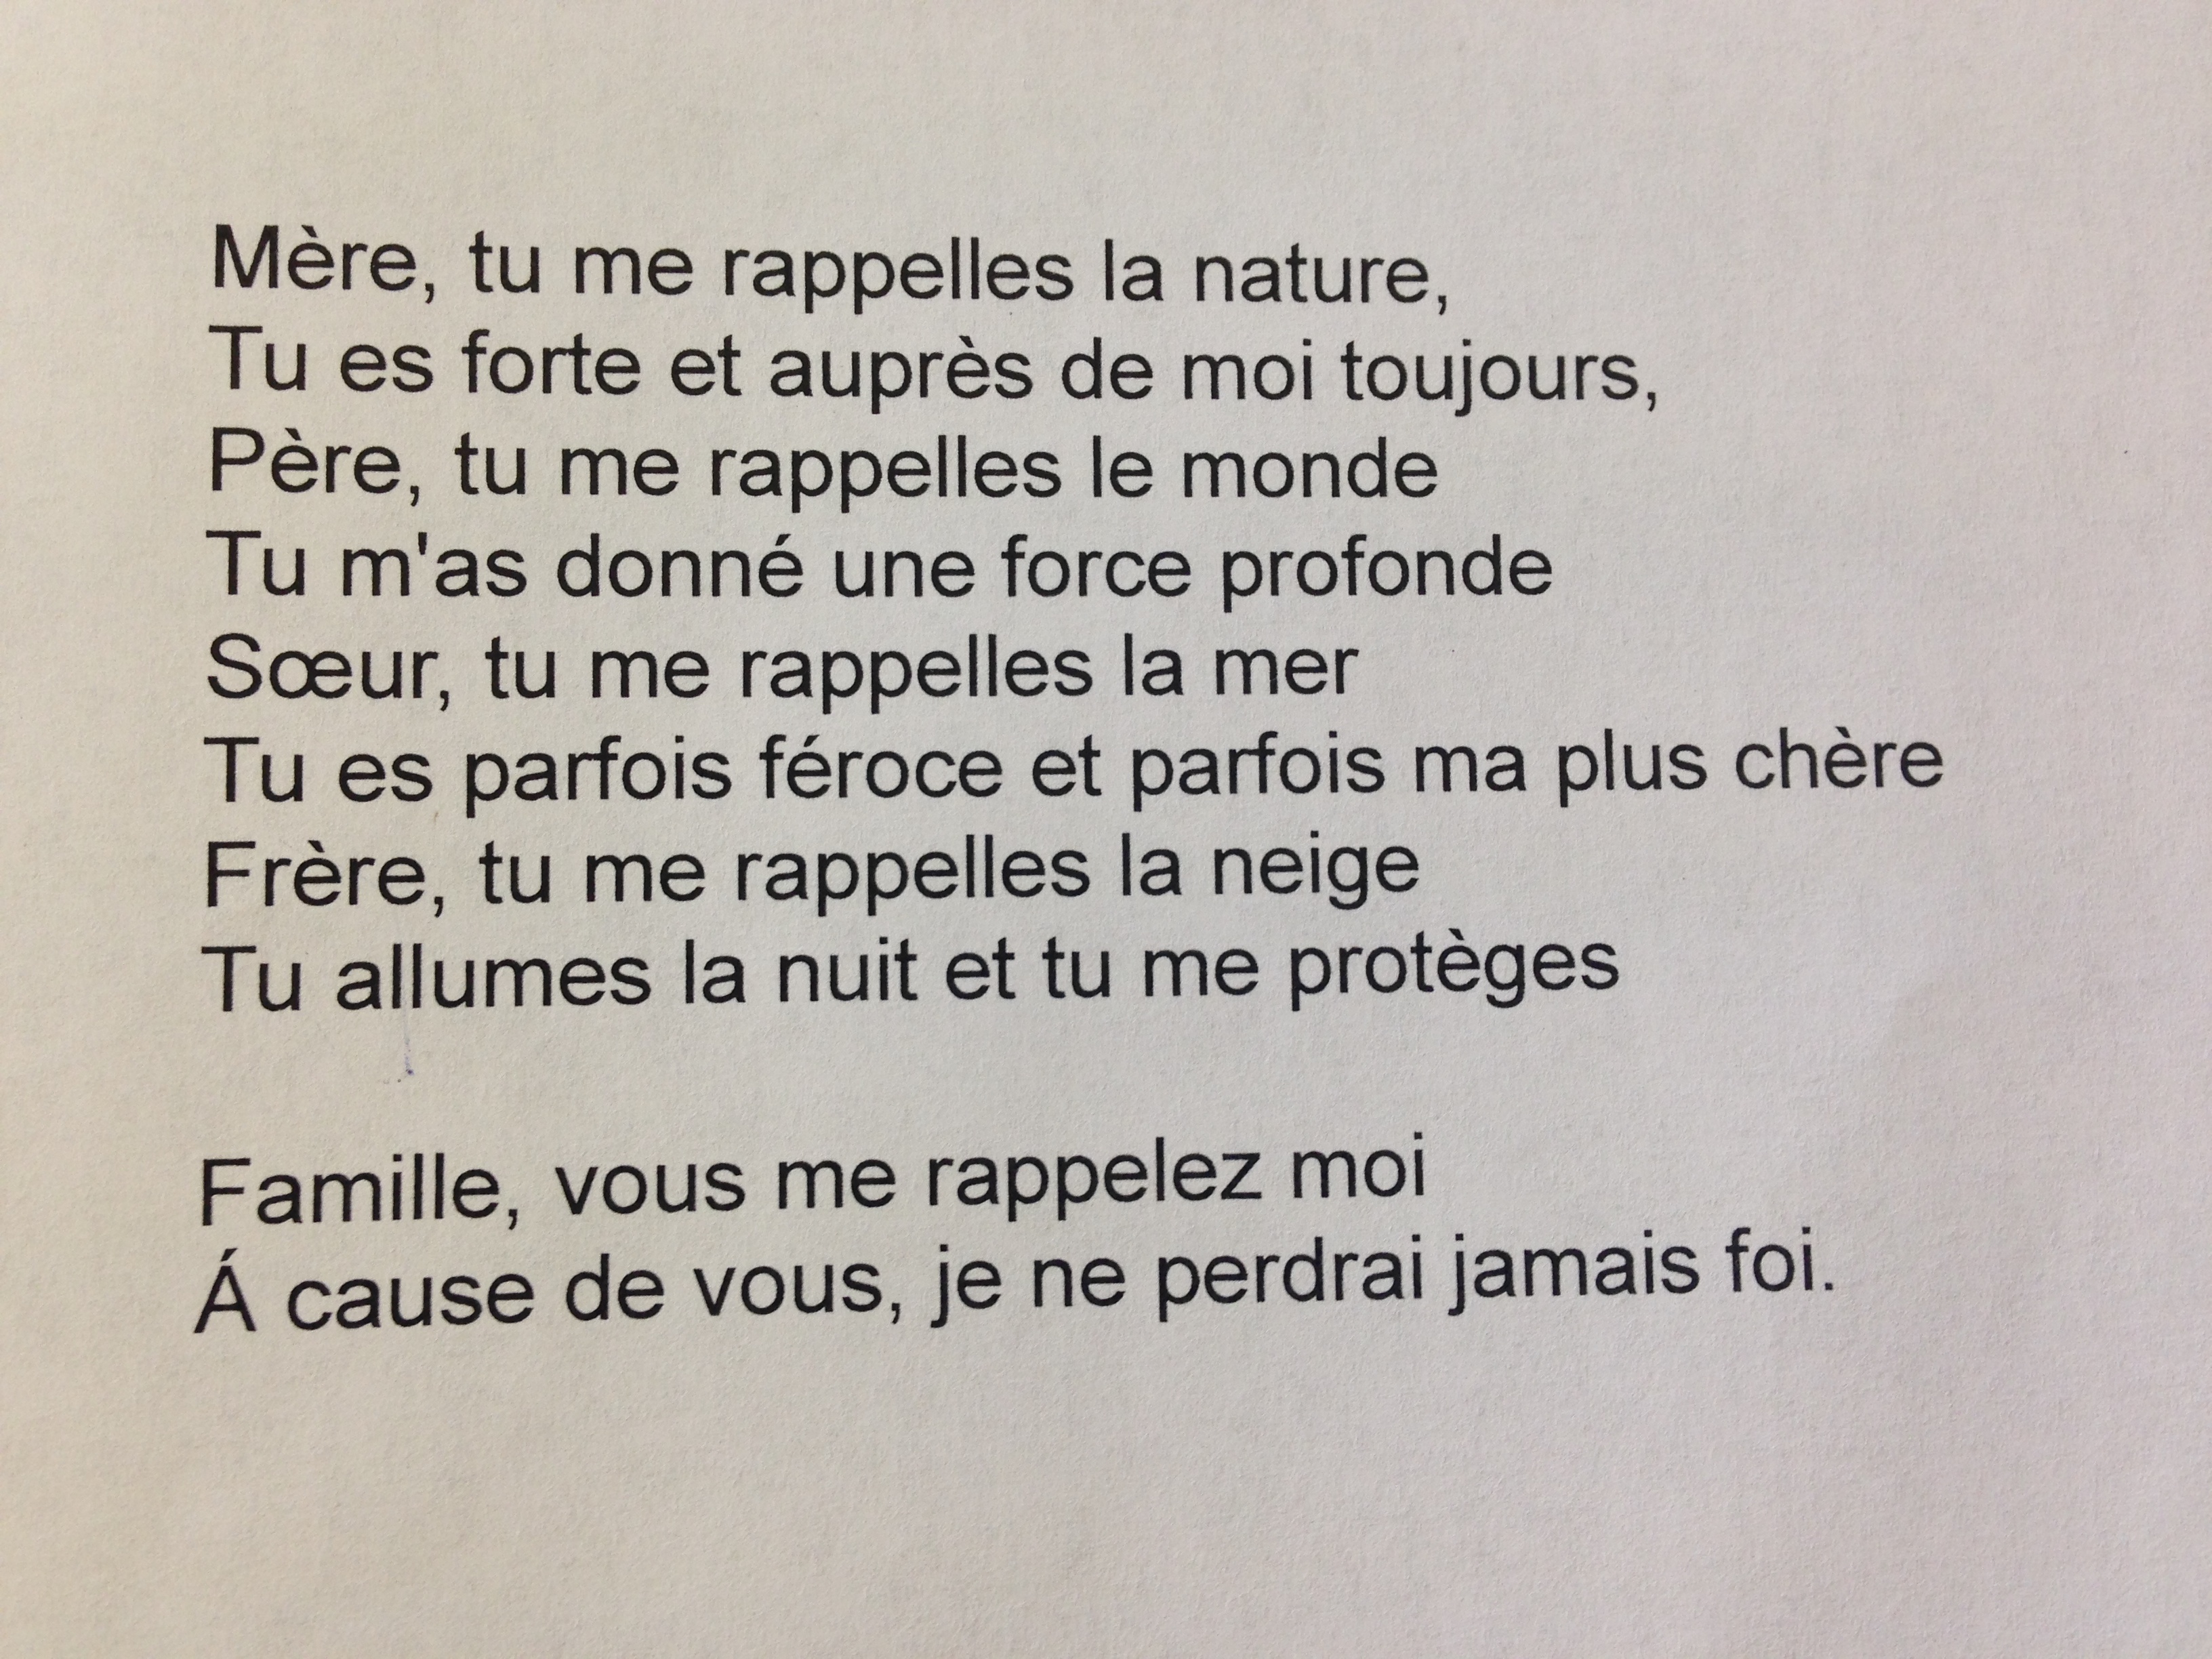 Mère, tu me rappelles la nature,
Tu es forte et auprès de moi toujours,
Père, tu me rappelles le monde
Tu m'as donné une force profonde
Sœur, tu me rappelles la mer
Tu es parfois féroce et parfois ma plus chère
Frère, tu me rappelles la neige
Tu allumes la nuit et tu me protèges
Famille, vous me rappelez moi
Á cause de vous, je ne perdrai jamais foi.